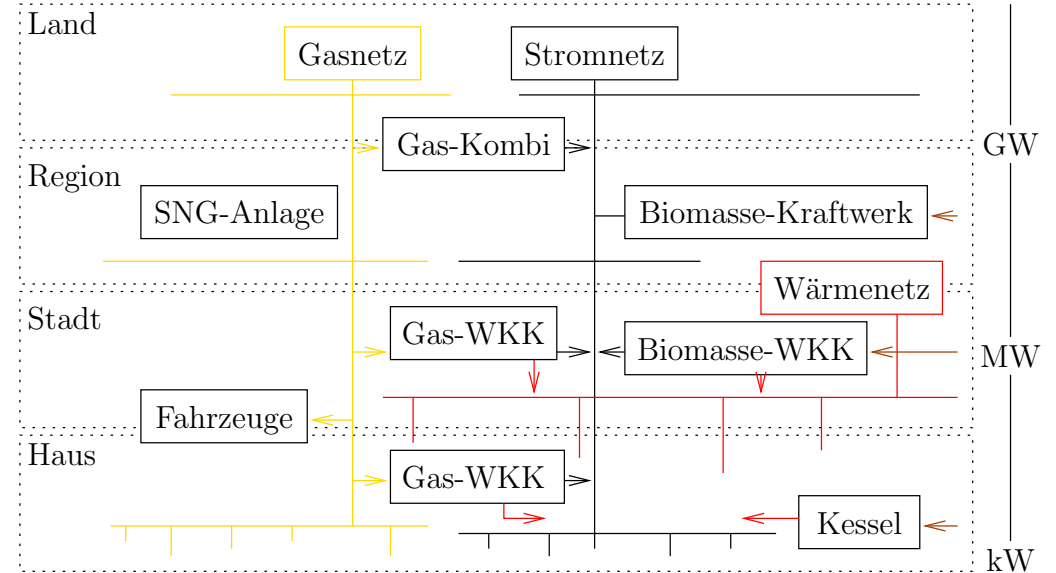 Land
Gasnetz
Stromnetz
Gas-Kombi
GW
Region
SNG-Anlage
Biomasse-Kraftwerk
Wärmenetz
Stadt
Gas-WKK
Biomasse-WKK
MW
Fahrzeuge
Haus
Gas-WKK
Kessel
kW